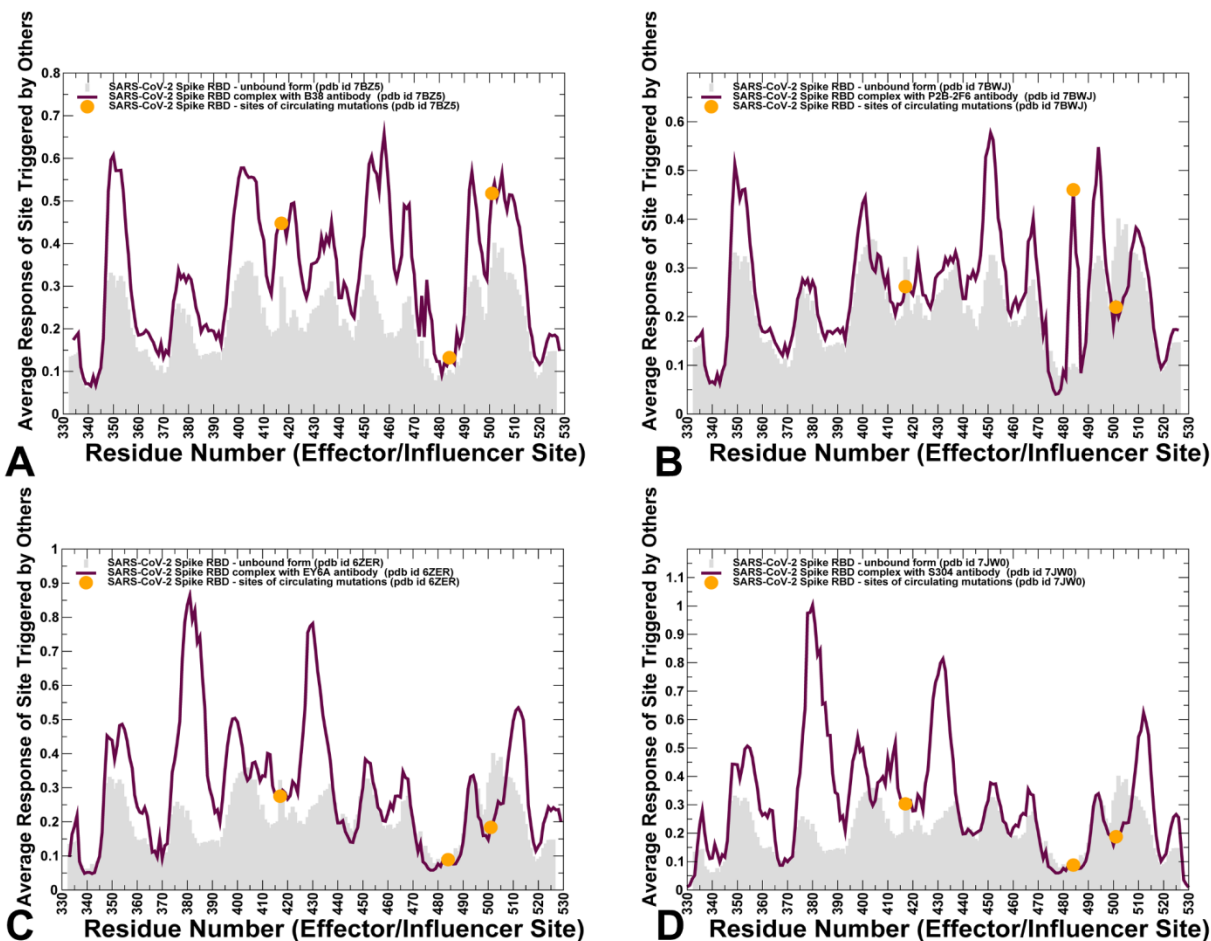 Average Response of Site Triggered by Others
0.8
0.7
0.6
0.5
0.4
0.3
0.2
0.1
0
SARS-CoV-2 Spike RBD - unbound form (pdb id 7BZ5)
SARS-CoV-2 Spike RBD complex with B38 antibody (pdb id 7BZ5)
SARS-CoV-2 Spike RBD - sites of circulating mutations (pdb id 7BZ5)
330 340 350 360 370 380 390 400 410 420 430 440 450 460 470 480 490 500 510 520 530
A Residue Number (Effector/Influencer Site)
Average Response of Site Triggered by Others
0.6
0.5
0.4
0.3
0.2
0.1
0
SARS-CoV-2 Spike RBD - unbound form (pdb id 7BWJ)
SARS-CoV-2 Spike RBD complex with P2B-2F6 antibody (pdb id 7BWJ)
SARS-CoV-2 Spike RBD - sites of circulating mutations (pdb id 7BWJ)
330 340 350 360 370 380 390 400 410 420 430 440 450 460 470 480 490 500 510 520 530
B Residue Number (Effector/Influencer Site)
Average Response of Site Triggered by Others
1
0.9
0.8
0.7
0.6
0.5
0.4
0.3
0.2
0.1
0
SARS-CoV-2 Spike RBD - unbound form (pdb id 6ZER)
SARS-CoV-2 Spike RBD complex with EY6A antibody (pdb id 6ZER)
SARS-CoV-2 Spike RBD - sites of circulating mutations (pdb id 6ZER)
330 340 350 360 370 380 390 400 410 420 430 440 450 460 470 480 490 500 510 520 530
C Residue Number (Effector/Influencer Site)
Average Response of Site Triggered by Others
1.1
1
0.9
0.8
0.7
0.6
0.5
0.4
0.3
0.2
0.1
0
SARS-CoV-2 Spike RBD - unbound form (pdb id 7JW0)
SARS-CoV-2 Spike RBD complex with S304 antibody (pdb id 7JW0)
SARS-CoV-2 Spike RBD - sites of circulating mutations (pdb id 7JW0)
330 340 350 360 370 380 390 400 410 420 430 440 450 460 470 480 490 500 510 520 530
D Residue Number (Effector/Influencer Site)